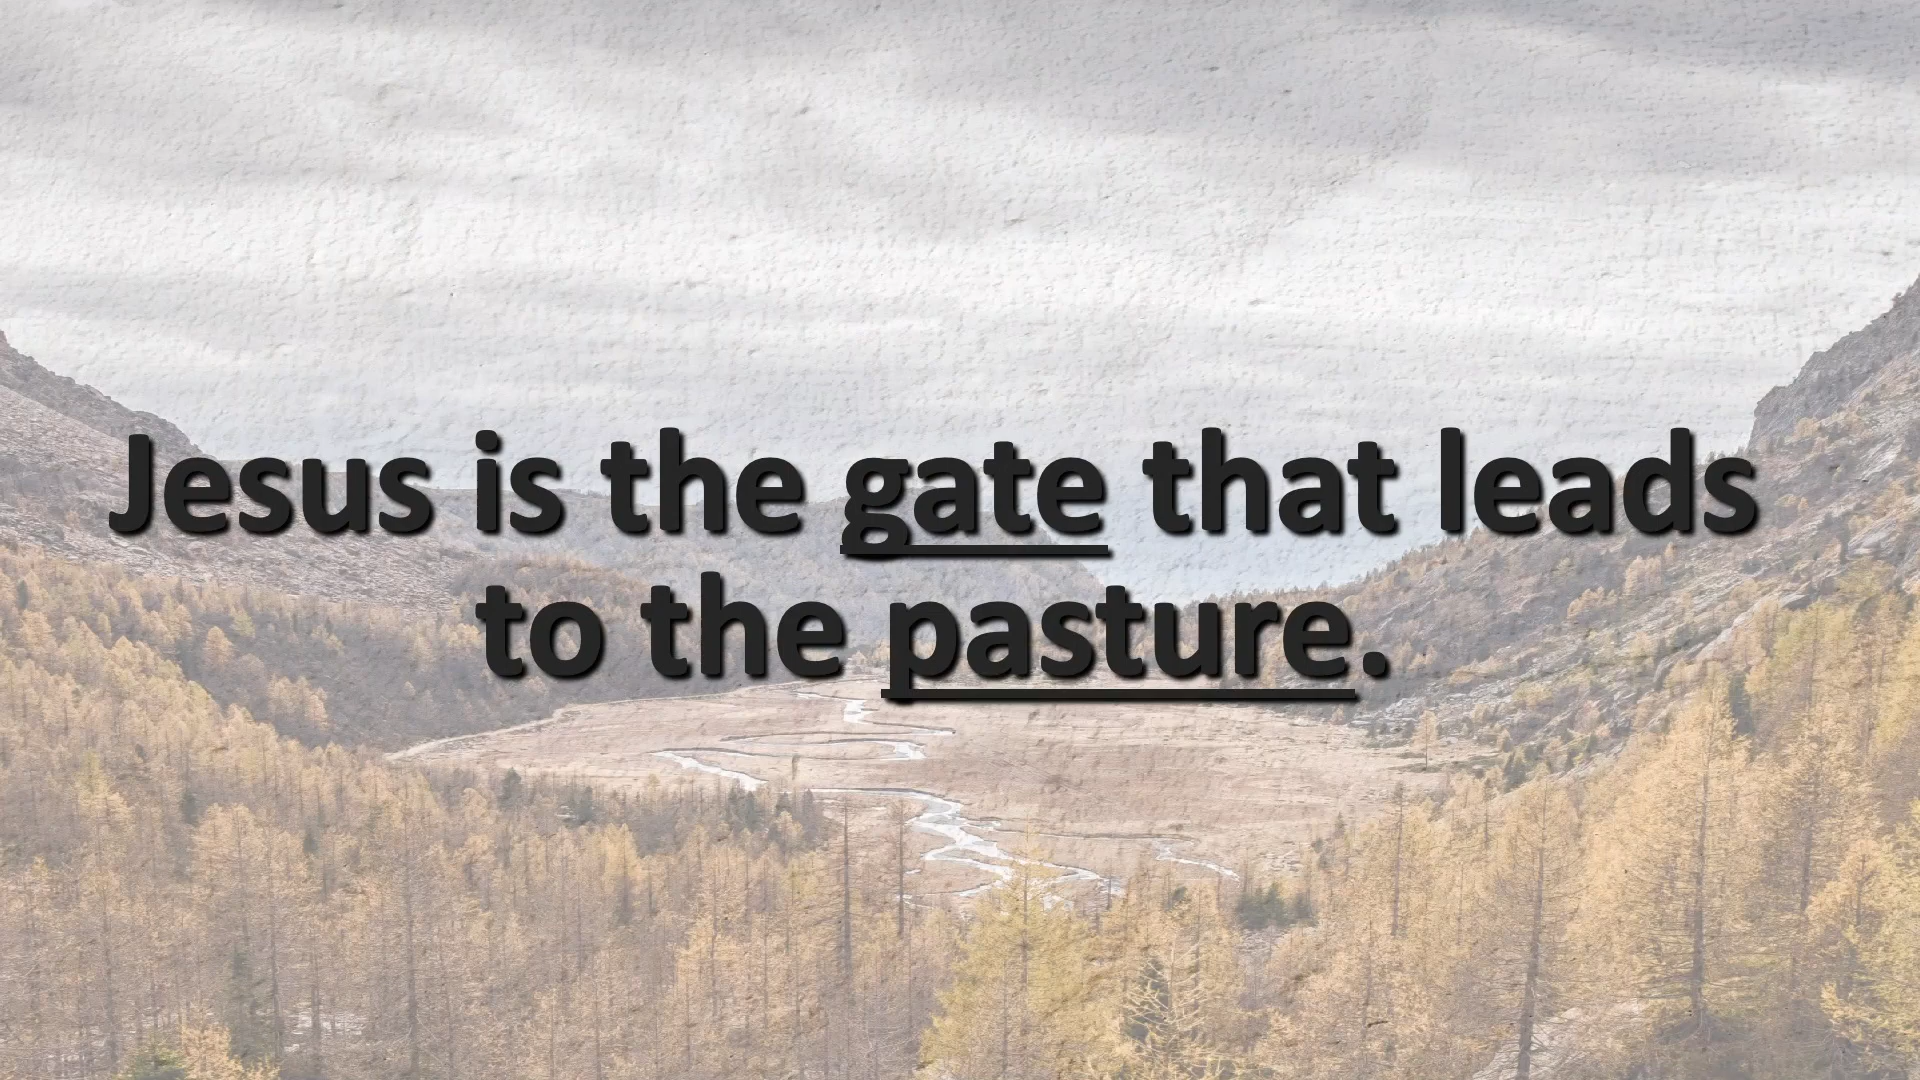 Jesus is the gate that leads
to the pasture.